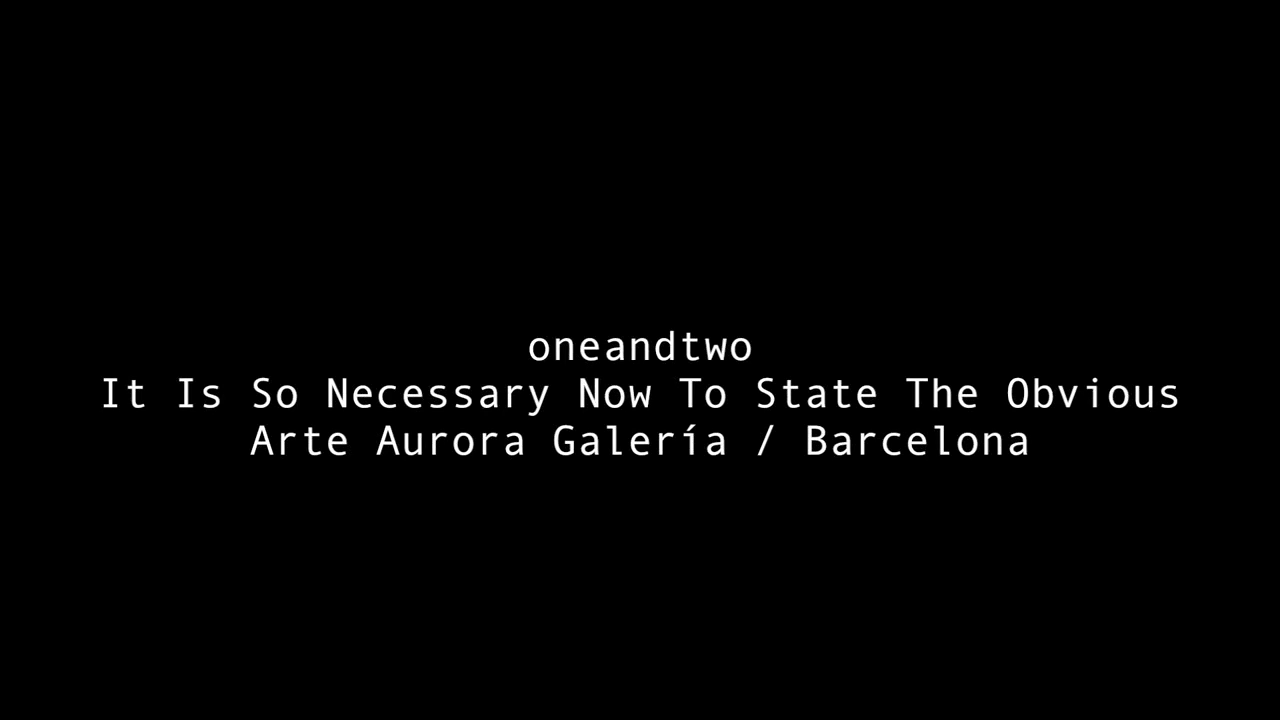 oneandtwo
It Is So Necessary Now To State The Obvious
Arte Aurora Galería / Barcelona